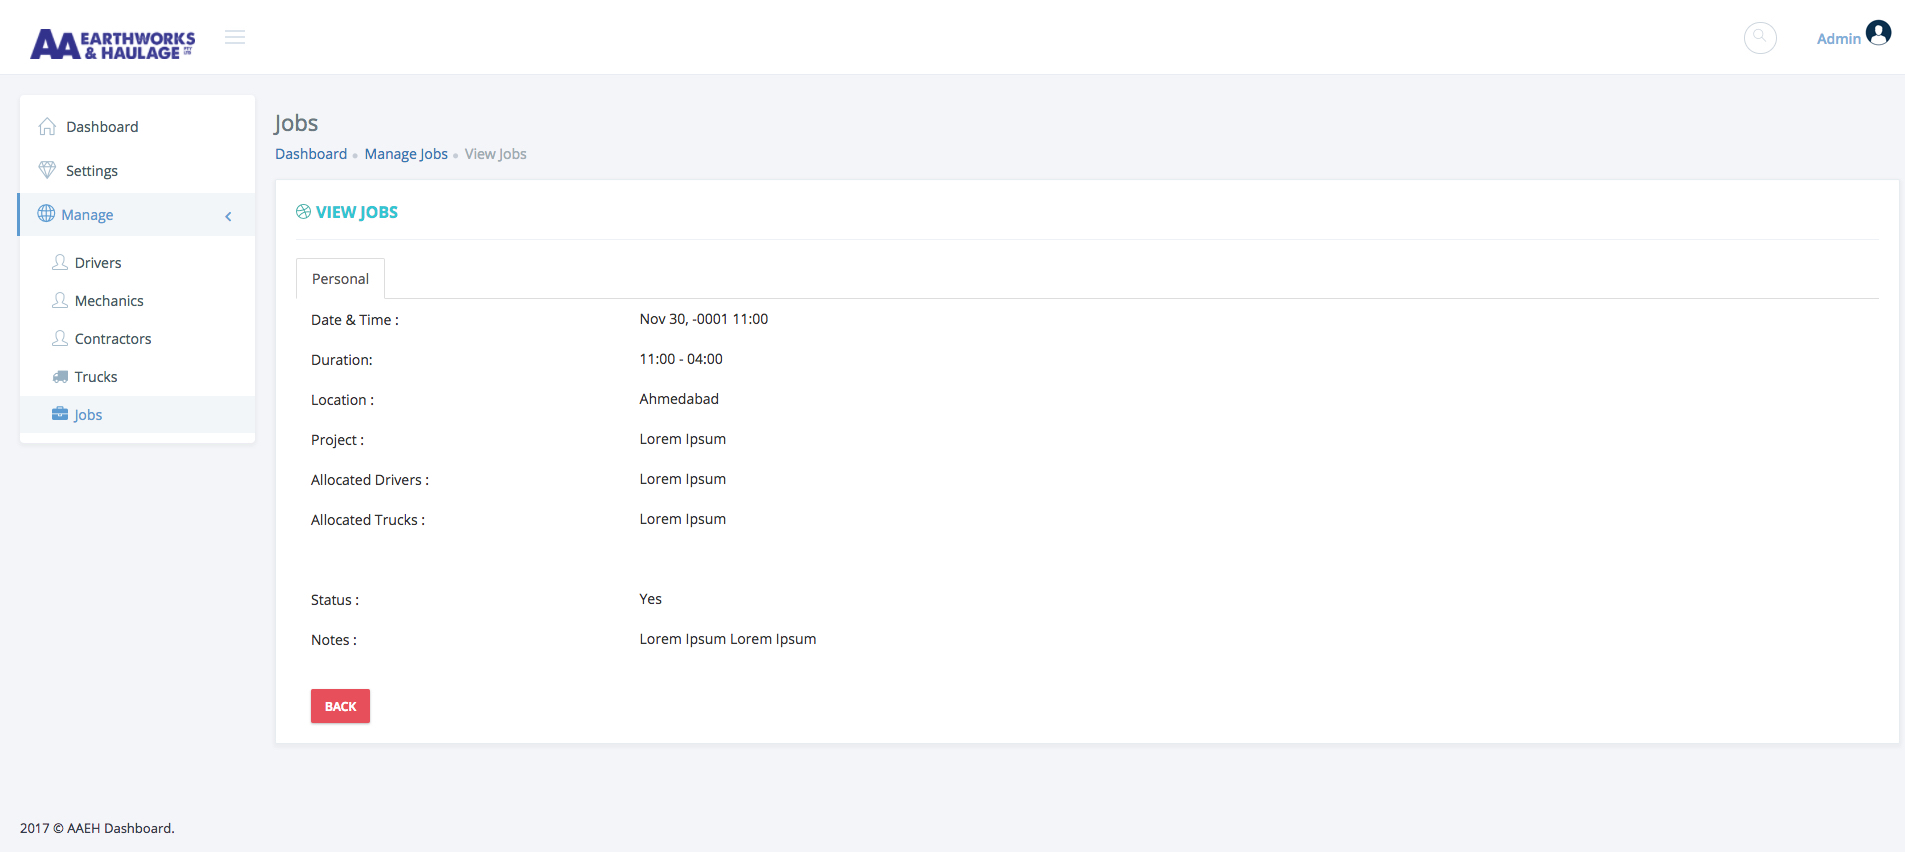 AA EARTHWORKS
& HAULAGE PTY LTD
Admin
Dashboard
Settings
Manage
Drivers
Mechanics
Contractors
Trucks
Jobs
Jobs
Dashboard Manage Jobs View Jobs
VIEW JOBS
Personal
Date & Time : Nov 30, -0001 11:00
Duration: 11:00 - 04:00
Location : Ahmedabad
Project : Lorem Ipsum
Allocated Drivers : Lorem Ipsum
Allocated Trucks : Lorem Ipsum
Status : Yes
Notes : Lorem Ipsum Lorem Ipsum
BACK
2017 © AAEH Dashboard.